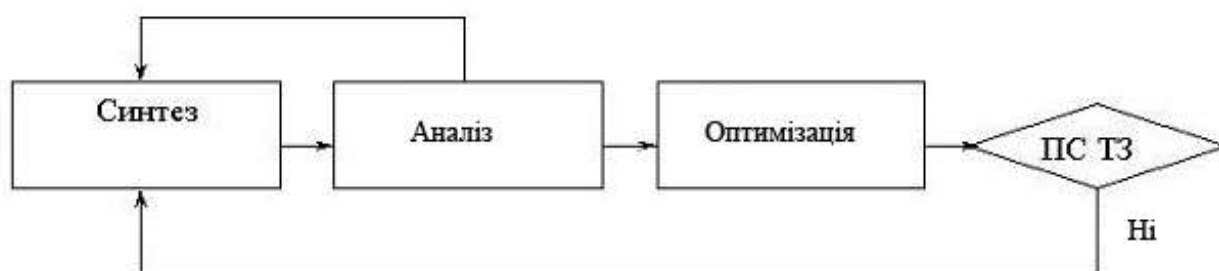 Синтез
Аналіз
Оптимізація
ПС ТЗ
Ні